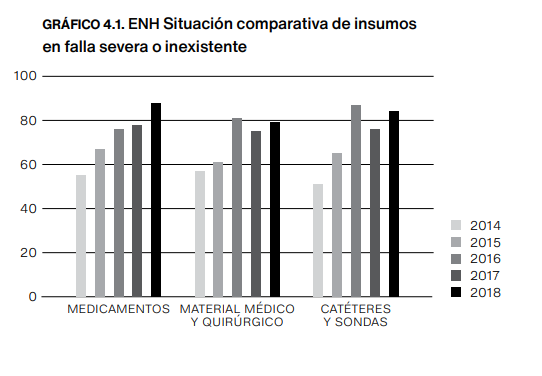 GRÁFICO 4.1. ENH Situación comparativa de insumos
en falla severa o inexistente
100
80
60
40
20
0
MEDICAMENTOS
MATERIAL MÉDICO
Y QUIRÚRGICO
CATÉTERES
Y SONDAS
2014
2015
2016
2017
2018